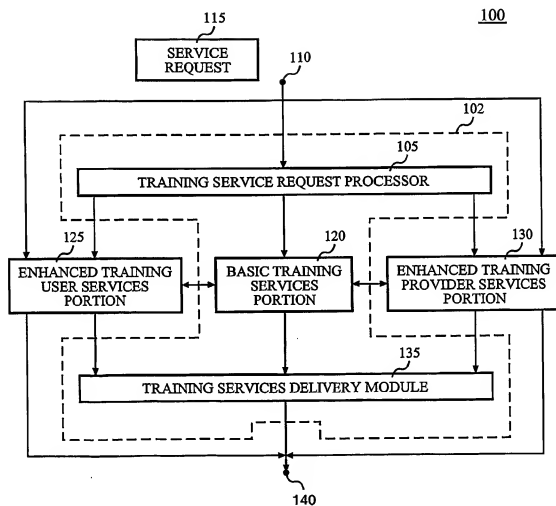 100
115
SERVICE
REQUEST
110
102
105
TRAINING SERVICE REQUEST PROCESSOR
125
ENHANCED TRAINING
USER SERVICES
PORTION
120
BASIC TRAINING
SERVICES
PORTION
130
ENHANCED TRAINING
PROVIDER SERVICES
PORTION
135
TRAINING SERVICES DELIVERY MODULE
140